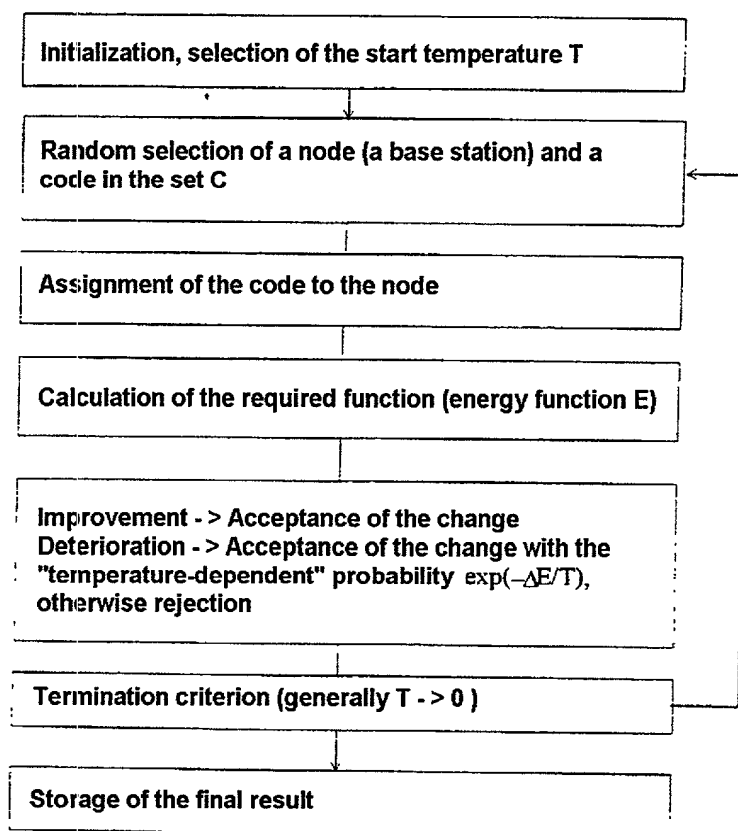 Initialization, selection of the start temperature T
Random selection of a node (a base station) and a
code in the set C
Assignment of the code to the node
Calculation of the required function (energy function E)
Improvement - > Acceptance of the change
Deterioration - > Acceptance of the change with the
"temperature-dependent" probability exp(−ΔE/T),
otherwise rejection
Termination criterion (generally T - > 0 )
Storage of the final result